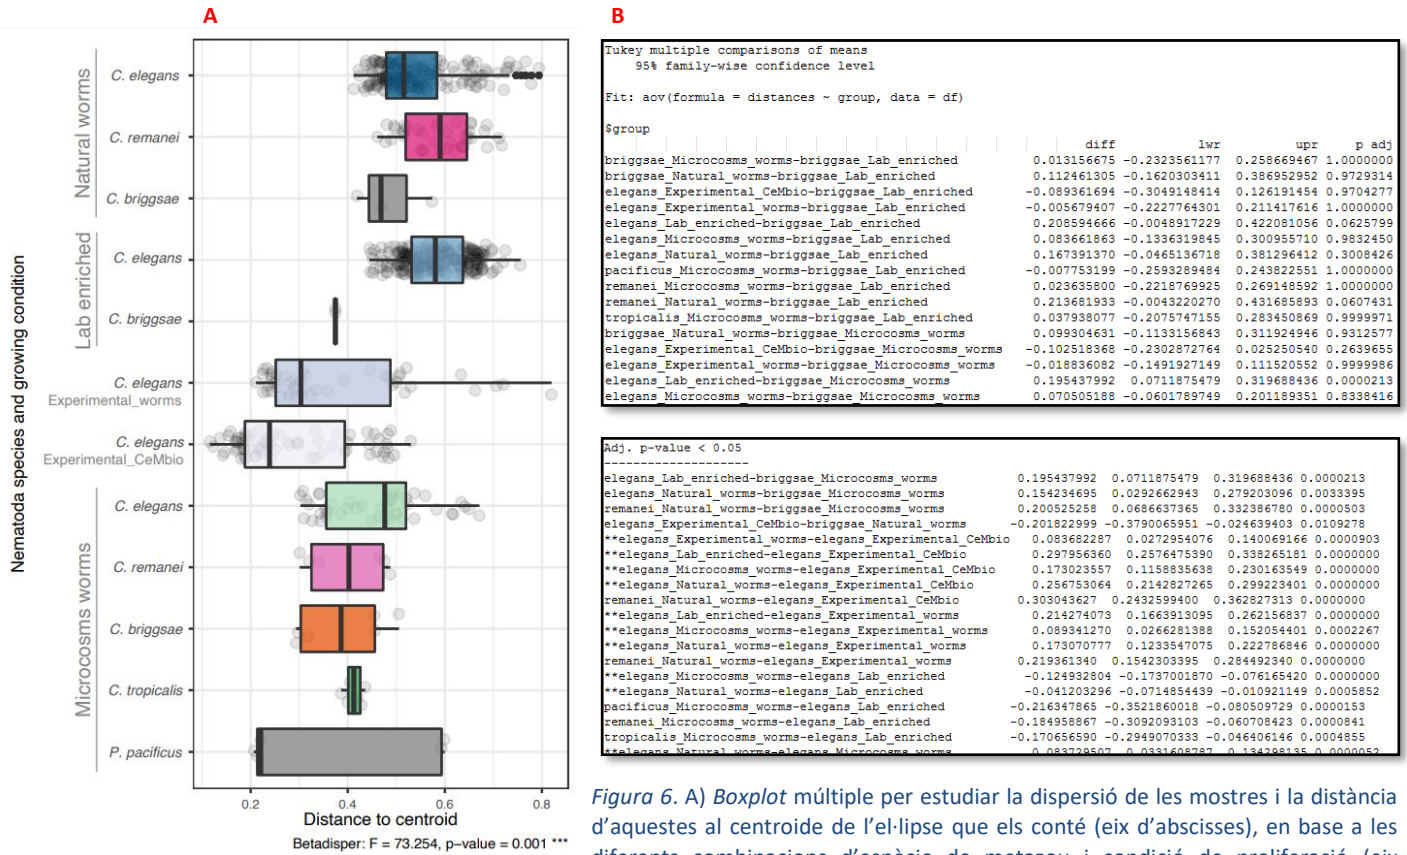 A
B
Nematoda species and growing condition
Natural worms
C. elegans
C. remanei
C. briggsae
Lab enriched
C. elegans
C. briggsae
C. elegans
Experimental_worms
C. elegans
Experimental_CeMbio
Microcosms worms
C. elegans
C. remanei
C. briggsae
C. tropicalis
P. pacificus
0.2 0.4 0.6 0.8
Distance to centroid
Betadisper: F = 73.254, p−value = 0.001 ***
Tukey multiple comparisons of means
95% family-wise confidence level
Fit: aov(formula = distances ~ group, data = df)
$group
diff lwr upr p adj
briggsae_Microcosms_worms-briggsae_Lab_enriched 0.013156675 -0.2323561177 0.258669467 1.0000000
briggsae_Natural_worms-briggsae_Lab_enriched 0.112461305 -0.1620303411 0.386952952 0.9729314
elegans_Experimental_CeMbio-briggsae_Lab_enriched -0.089361694 -0.3049148414 0.126191454 0.9704277
elegans_Experimental_worms-briggsae_Lab_enriched -0.005679407 -0.2227764301 0.211417616 1.0000000
elegans_Lab_enriched-briggsae_Lab_enriched 0.208594666 -0.0048917229 0.422081056 0.0625799
elegans_Microcosms_worms-briggsae_Lab_enriched 0.083661863 -0.1336319845 0.300955710 0.9832450
elegans_Natural_worms-briggsae_Lab_enriched 0.167391370 -0.0465136718 0.381296412 0.3008426
pacificus_Microcosms_worms-briggsae_Lab_enriched -0.007753199 -0.2593289484 0.243822551 1.0000000
remanei_Microcosms_worms-briggsae_Lab_enriched 0.023635800 -0.2218769925 0.269148592 1.0000000
remanei_Natural_worms-briggsae_Lab_enriched 0.213681933 -0.0043220270 0.431685893 0.0607431
tropicalis_Microcosms_worms-briggsae_Lab_enriched 0.037938077 -0.2075747155 0.283450869 0.9999971
briggsae_Natural_worms-briggsae_Microcosms_worms 0.099304631 -0.1133156843 0.311924946 0.9312577
elegans_Experimental_CeMbio-briggsae_Microcosms_worms -0.102518368 -0.2302872764 0.025250540 0.2639655
elegans_Experimental_worms-briggsae_Microcosms_worms -0.018836082 -0.1491927149 0.111520552 0.9999986
elegans_Lab_enriched-briggsae_Microcosms_worms 0.195437992 0.0711875479 0.319688436 0.0000213
elegans_Microcosms_worms-briggsae_Microcosms_worms 0.070505188 -0.0601789749 0.201189351 0.8338416
Adj. p-value < 0.05
--------------------
elegans_Lab_enriched-briggsae_Microcosms_worms 0.195437992 0.0711875479 0.319688436 0.0000213
elegans_Natural_worms-briggsae_Microcosms_worms 0.154234695 0.0292662943 0.279203096 0.0033395
remanei_Natural_worms-briggsae_Microcosms_worms 0.200525258 0.0686637365 0.332386780 0.0000503
elegans_Experimental_CeMbio-briggsae_Natural_worms -0.201822999 -0.3790065951 -0.024639403 0.0109278
**elegans_Experimental_worms-elegans_Experimental_CeMbio 0.083682287 0.0272954076 0.140069166 0.0000903
**elegans_Lab_enriched-elegans_Experimental_CeMbio 0.297956360 0.2576475390 0.338265181 0.0000000
**elegans_Microcosms_worms-elegans_Experimental_CeMbio 0.173023557 0.1158835638 0.230163549 0.0000000
**elegans_Natural_worms-elegans_Experimental_CeMbio 0.256753064 0.2142827265 0.299223401 0.0000000
remanei_Natural_worms-elegans_Experimental_CeMbio 0.303043627 0.2432599400 0.362827313 0.0000000
**elegans_Lab_enriched-elegans_Experimental_worms 0.214274073 0.1663913095 0.262156837 0.0000000
**elegans_Microcosms_worms-elegans_Experimental_worms 0.089341270 0.0266281388 0.152054401 0.0002267
**elegans_Natural_worms-elegans_Experimental_worms 0.173070777 0.1233547075 0.222786846 0.0000000
remanei_Natural_worms-elegans_Experimental_worms 0.219361340 0.1542303395 0.284492340 0.0000000
**elegans_Microcosms_worms-elegans_Lab_enriched -0.124932804 -0.1737001870 -0.076165420 0.0000000
**elegans_Natural_worms-elegans_Lab_enriched -0.041203296 -0.0714854439 -0.010921149 0.0005852
pacificus_Microcosms_worms-elegans_Lab_enriched -0.216347865 -0.3521860018 -0.080509729 0.0000153
remanei_Microcosms_worms-elegans_Lab_enriched -0.184958867 -0.3092093103 -0.060708423 0.0000841
tropicalis_Microcosms_worms-elegans_Lab_enriched -0.170656590 -0.2949070333 -0.046406146 0.0004855
**elegans_Natural_worms-elegans_Microcosms_worms 0.083729507 0.0331608787 0.134298135 0.0000052
Figura 6. A) Boxplot múltiple per estudiar la dispersió de les mostres i la distància
d'aquestes al centroide de l'el·lipse que els conté (eix d'abscisses), en base a les
diferents combinacions d'espècie de metazou i condició de proliferació (eix